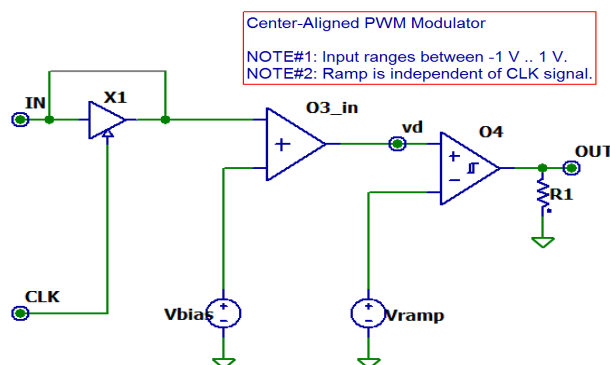 Center-Aligned PWM Modulator
NOTE#1: Input ranges between -1 V .. 1 V.
NOTE#2: Ramp is independent of CLK signal.
IN
X1
O3_in
vd
O4
OUT
R1
CLK
Vbias
Vramp